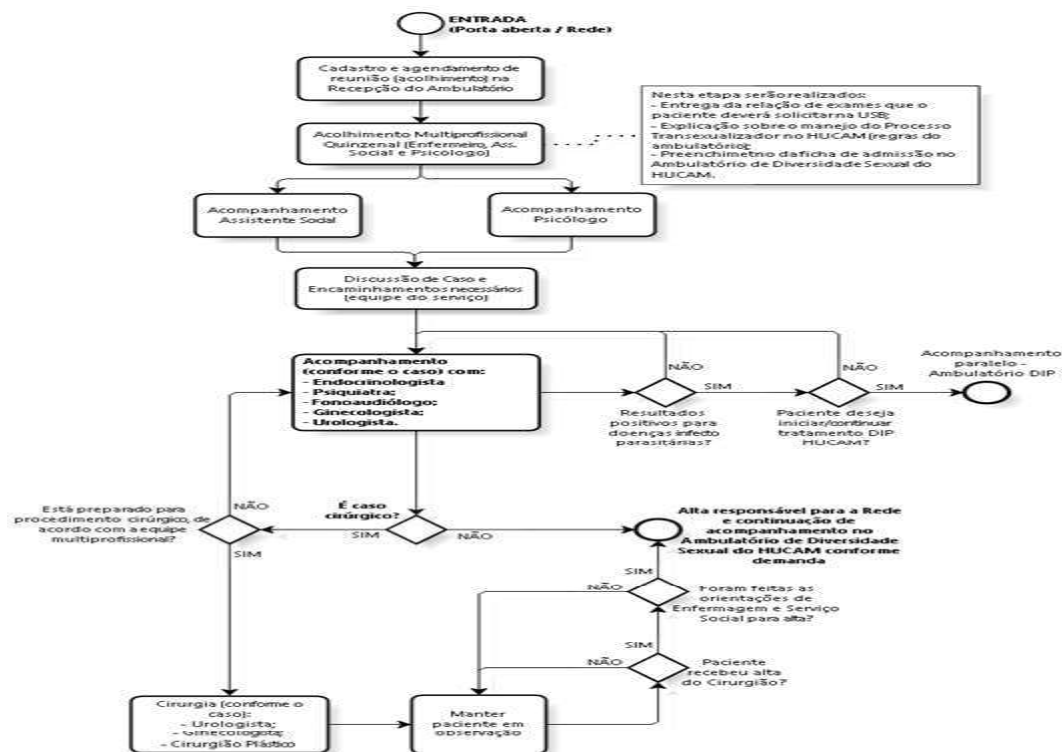 ENTRADA
(Porta aberta / Rede)
Cadastro e agendamento de
reunião (acolhimento) na
Recepção do Ambulatório
Nesta etapa serão realizados:
- Entrega da relação de exames que o
paciente deverá solicitar na USB;
- Explicação sobre o manejo do Processo
Transexualizador no HUCAM (regras do
ambulatório);
- Preenchimetno da ficha de admissão no
Ambulatório de Diversidade Sexual do
HUCAM.
Acolhimento Multiprofissional
Quinzenal (Enfermeiro, Ass.
Social e Psicólogo)
Acompanhamento
Assistente Social
Acompanhamento
Psicólogo
Discussão de Caso e
Encaminhamentos necessários
(equipe do serviço)
Acompanhamento
(conforme o caso) com:
- Endocrinologista
- Psiquiatra;
- Fonoaudiólogo;
- Ginecologista;
- Urologista.
NÃO
SIM
Resultados
positivos para
doenças infecto
parasitárias?
NÃO
SIM
Paciente deseja
iniciar/continuar
tratamento DIP
HUCAM?
Acompanhamento
paralelo -
Ambulatório DIP
É caso
cirúrgico?
SIM
NÃO
Está preparado para
procedimento cirúrgico, de
acordo com a equipe
multiprofissional?
NÃO
SIM
Alta responsável para a Rede
e continuação de
acompanhamento no
Ambulatório de Diversidade
Sexual do HUCAM conforme
demanda
SIM
NÃO
Foram feitas as
orientações de
Enfermagem e Serviço
Social para alta?
SIM
NÃO
Paciente
recebeu alta
do Cirurgião?
Cirurgia (conforme o
caso):
- Urologista;
- Ginecologista;
- Cirurgião Plástico
Manter
paciente em
observação